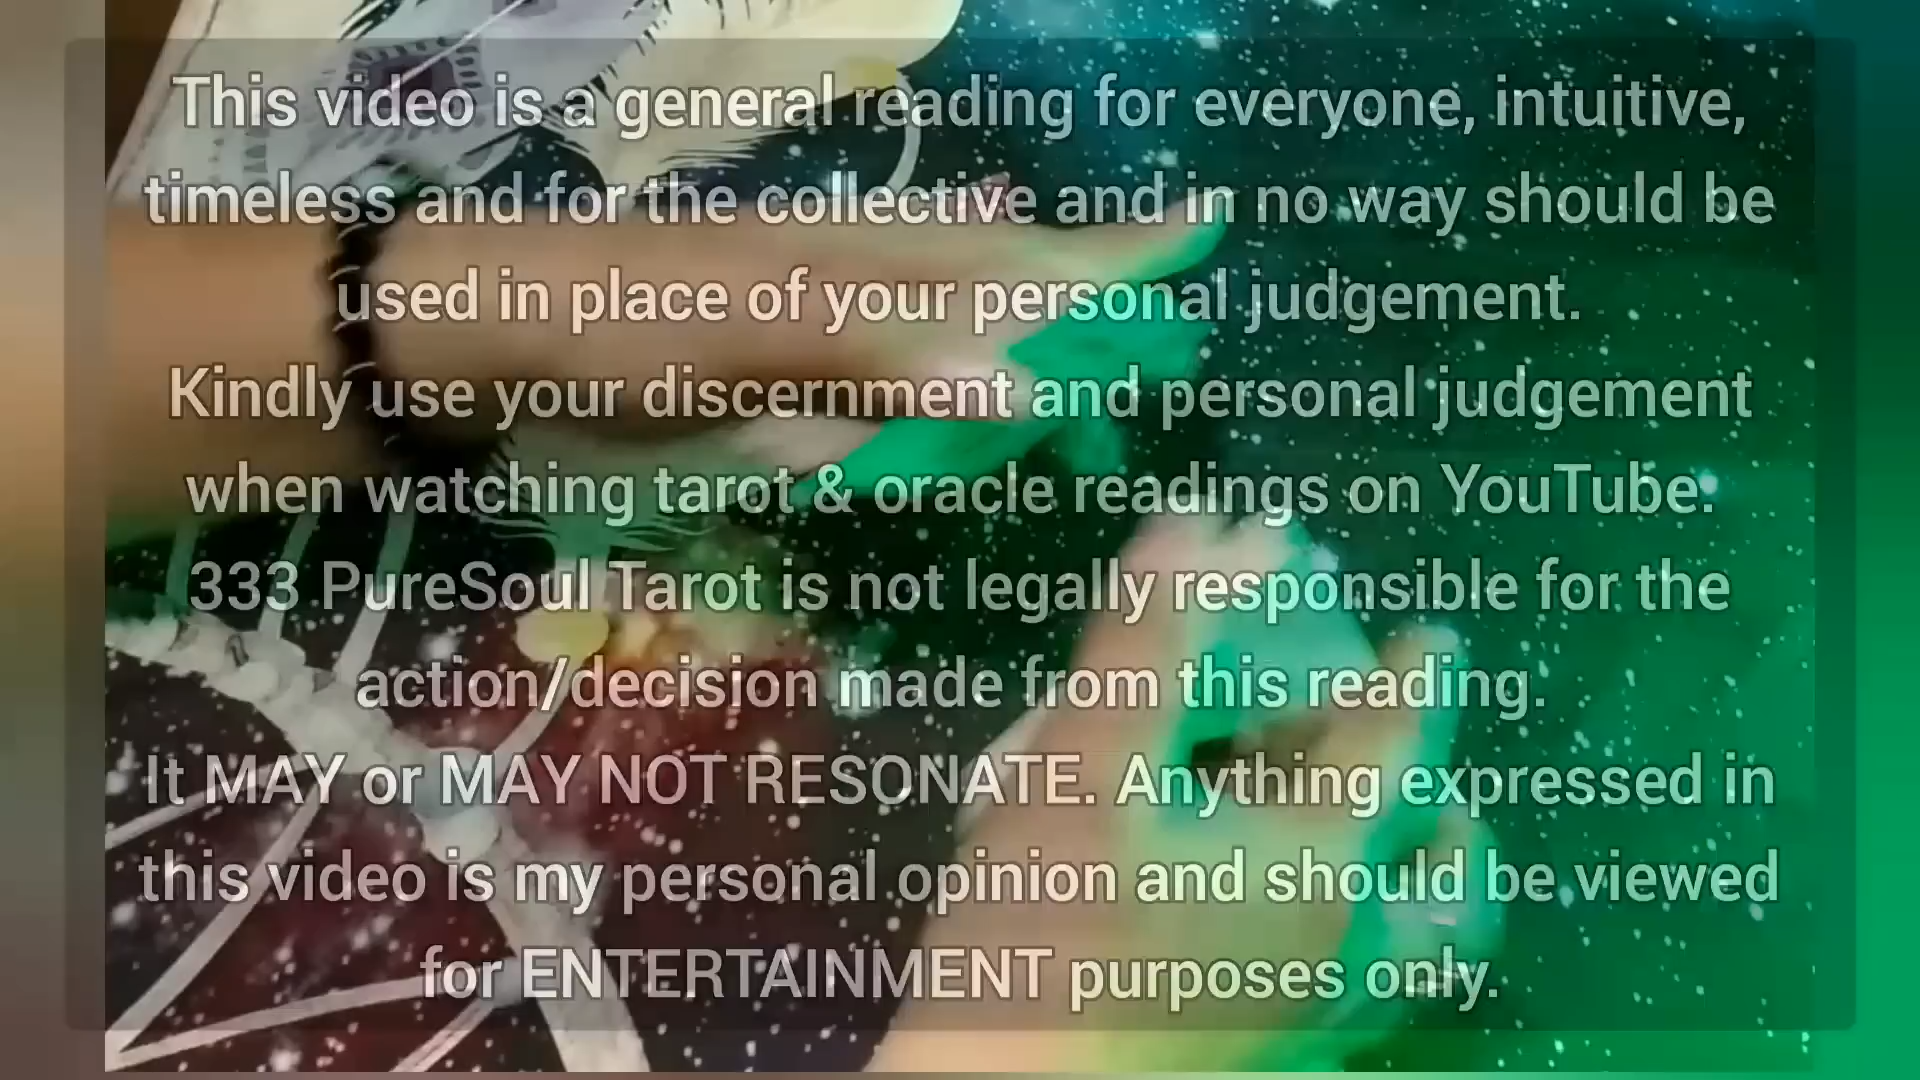 This video is a general reading for everyone, intuitive,
timeless and for the collective and in no way should be
used in place of your personal judgement.
Kindly use your discernment and personal judgement
when watching tarot & oracle readings on YouTube.
333 PureSoul Tarot is not legally responsible for the
action/decision made from this reading.
It MAY or MAY NOT RESONATE. Anything expressed in
this video is my personal opinion and should be viewed
for ENTERTAINMENT purposes only.